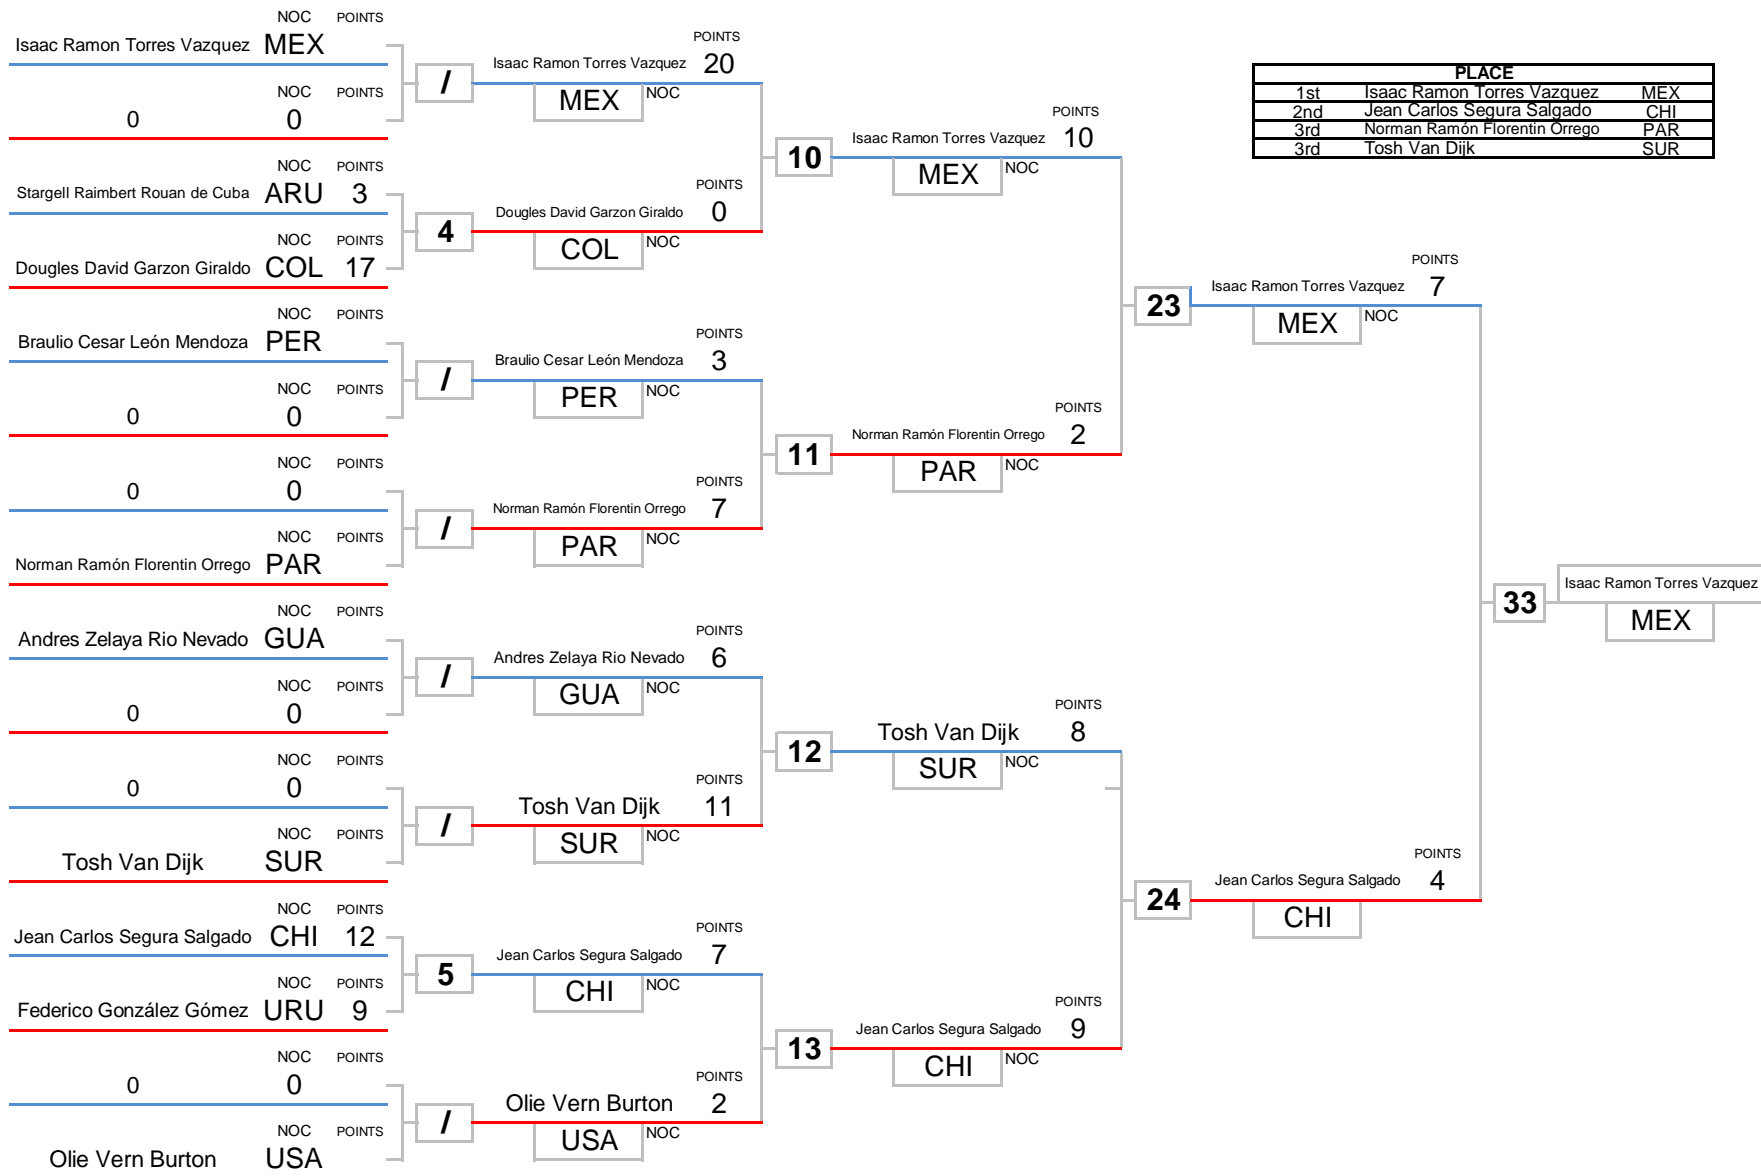 NOC POINTS
Isaac Ramon Torres Vazquez MEX
/
NOC POINTS
0 0
NOC POINTS
Stargell Raimbert Rouan de Cuba ARU 3
4
NOC POINTS
Dougles David Garzon Giraldo COL 17
NOC POINTS
Braulio Cesar León Mendoza PER
/
NOC POINTS
0 0
NOC POINTS
0 0
/
NOC POINTS
Norman Ramón Florentin Orrego PAR
NOC POINTS
Andres Zelaya Rio Nevado GUA
/
NOC POINTS
0 0
NOC POINTS
0 0
/
NOC POINTS
Tosh Van Dijk SUR
NOC POINTS
Jean Carlos Segura Salgado CHI 12
5
NOC POINTS
Federico González Gómez URU 9
NOC POINTS
0 0
/
NOC POINTS
Olie Vern Burton USA
POINTS
Isaac Ramon Torres Vazquez 20
MEX NOC
10
POINTS
Dougles David Garzon Giraldo 0
COL NOC
POINTS
Braulio Cesar León Mendoza 3
PER NOC
11
POINTS
Norman Ramón Florentin Orrego 7
PAR NOC
POINTS
Andres Zelaya Rio Nevado 6
GUA NOC
12
POINTS
Tosh Van Dijk 11
SUR NOC
POINTS
Jean Carlos Segura Salgado 7
CHI NOC
13
POINTS
Olie Vern Burton 2
USA NOC
POINTS
Isaac Ramon Torres Vazquez 10
MEX NOC
23
POINTS
Norman Ramón Florentin Orrego 2
PAR NOC
POINTS
Tosh Van Dijk 8
SUR NOC
24
POINTS
Jean Carlos Segura Salgado 9
CHI NOC
POINTS
Isaac Ramon Torres Vazquez 7
MEX NOC
33
POINTS
Jean Carlos Segura Salgado 4
CHI
Isaac Ramon Torres Vazquez
MEX
PLACE
1st Isaac Ramon Torres Vazquez MEX
2nd Jean Carlos Segura Salgado CHI
3rd Norman Ramón Florentin Orrego PAR
3rd Tosh Van Dijk SUR